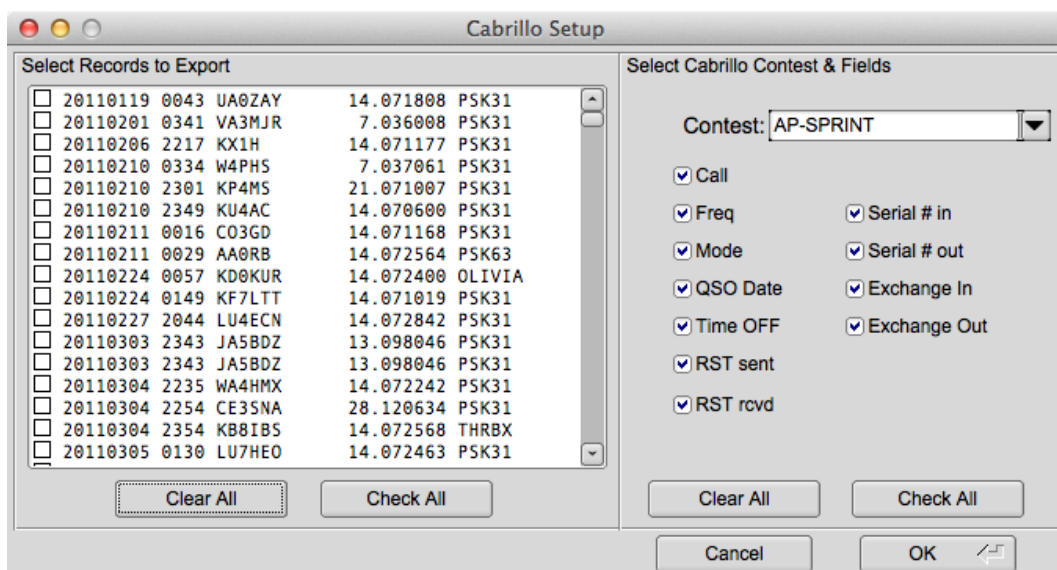 Cabrillo Setup
Select Records to Export
20110119 0043 UA0ZAY 14.071808 PSK31
20110201 0341 VA3MJR 7.036008 PSK31
20110206 2217 KX1H 14.071177 PSK31
20110210 0334 W4PHS 7.037061 PSK31
20110210 2301 KP4MS 21.071007 PSK31
20110210 2349 KU4AC 14.070600 PSK31
20110211 0016 CO3GD 14.071168 PSK31
20110211 0029 AA0RB 14.072564 PSK63
20110224 0057 KD0KUR 14.072400 OLIVIA
20110224 0149 KF7LTT 14.071019 PSK31
20110227 2044 LU4ECN 14.072842 PSK31
20110303 2343 JA5BDZ 13.098046 PSK31
20110303 2343 JA5BDZ 13.098046 PSK31
20110304 2235 WA4HMX 14.072242 PSK31
20110304 2254 CE3SNA 28.120634 PSK31
20110304 2354 KB8IBS 14.072568 THRBX
20110305 0130 LU7HEO 14.072463 PSK31
Clear All
Check All
Select Cabrillo Contest & Fields
Contest: AP-SPRINT
Call
Freq
Serial # in
Mode
Serial # out
QSO Date
Exchange In
Time OFF
Exchange Out
RST sent
RST rcvd
Clear All
Check All
Cancel
OK